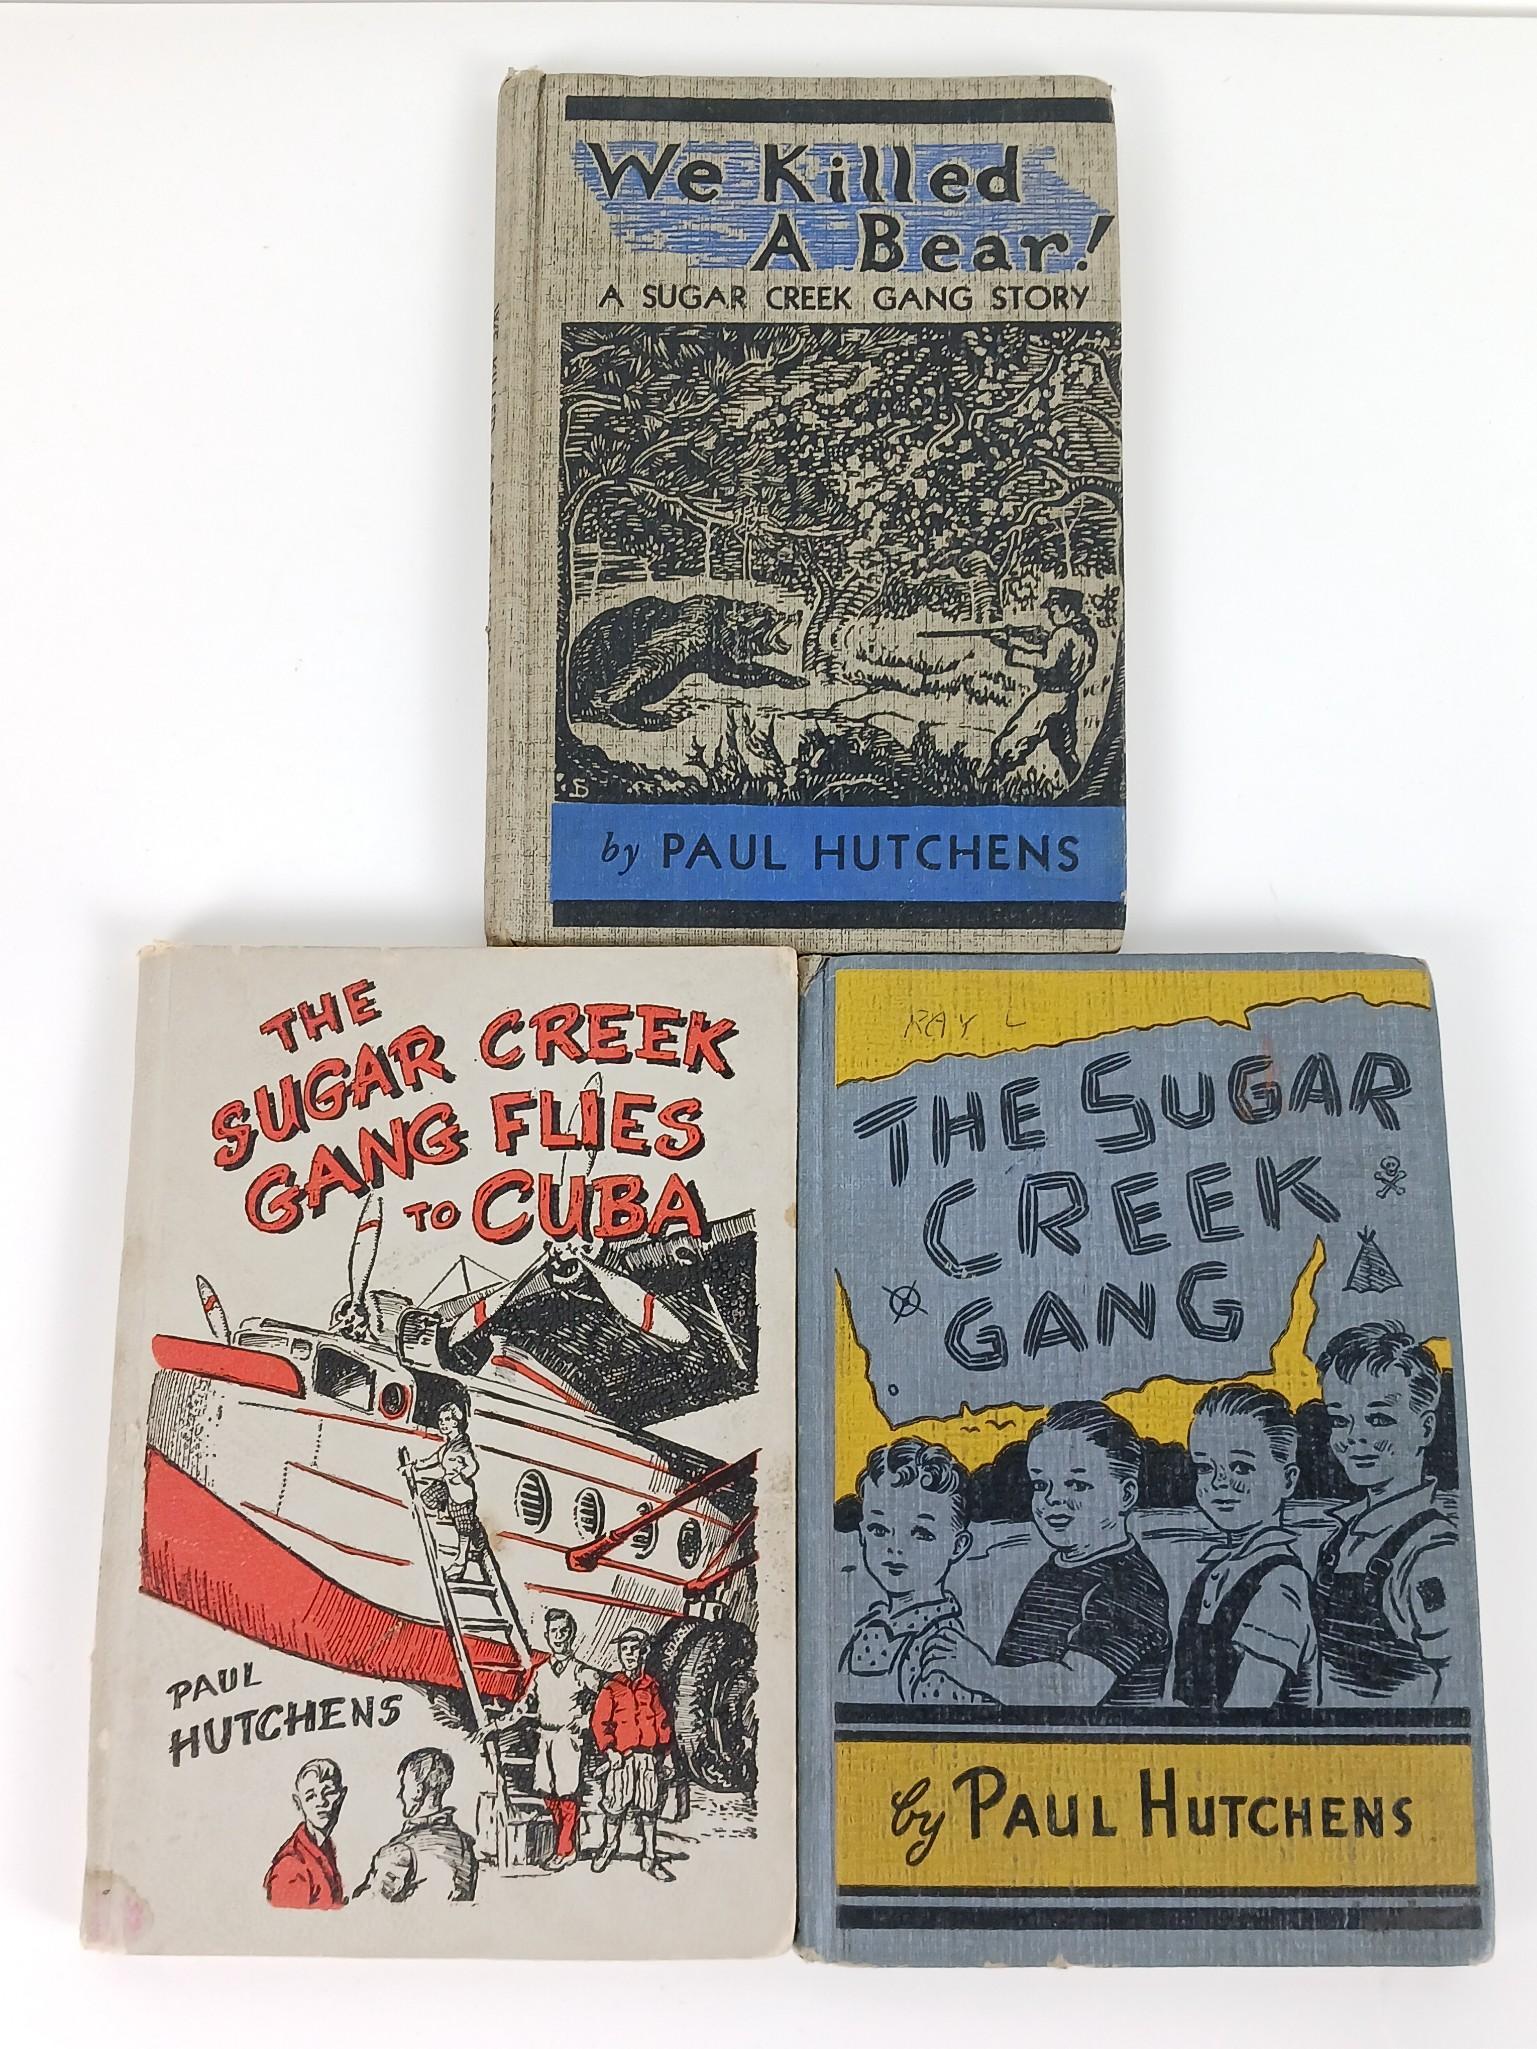 We Killed
A Bear!
A SUGAR CREEK GANG STORY
by PAUL HUTCHENS
THE
SUGAR CREEK
GANG FLIES
TO CUBA
PAUL
HUTCHENS
RAY L
THE SUGAR
CREEK
GANG
by PAUL HUTCHENS